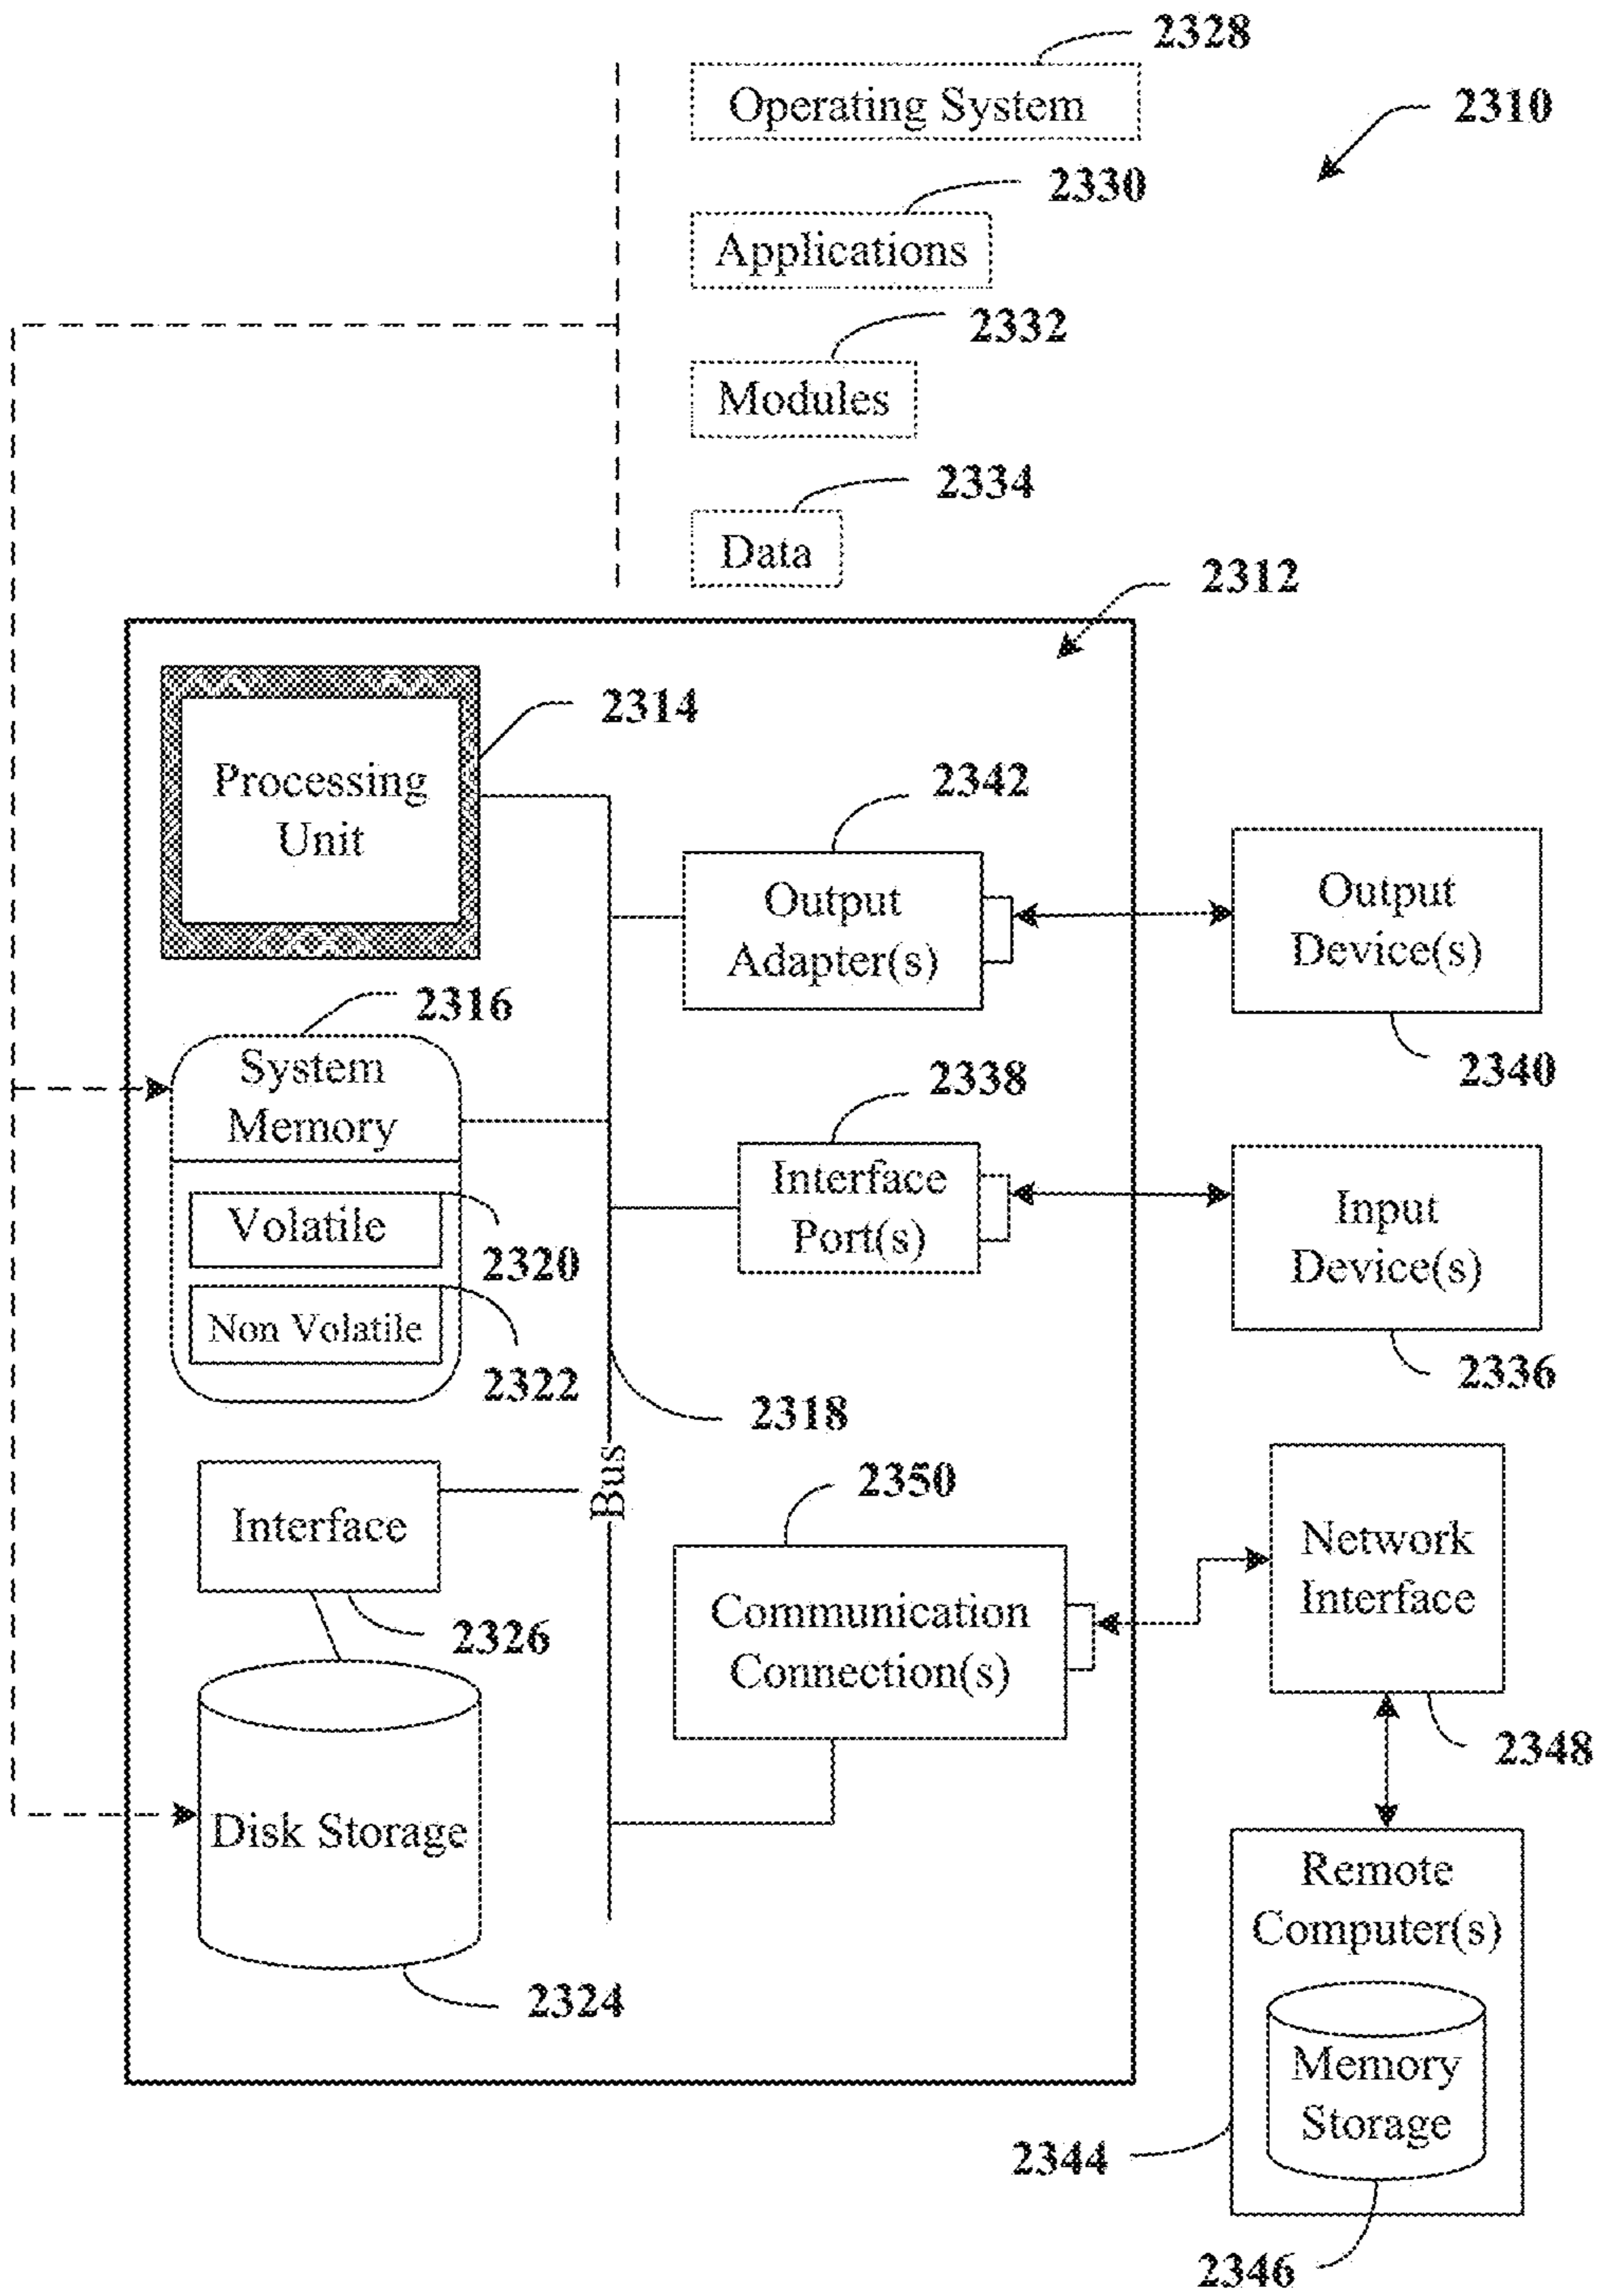 2328
Operating System
2310
2330
Applications
2332
Modules
2334
Data
2312
2314
Processing
Unit
2342
Output
Adapter(s)
Output
Device(s)
2340
2316
System
Memory
Volatile
2320
Non Volatile
2322
2338
Interface
Port(s)
Input
Device(s)
2336
2318
Bus
Interface
2326
2350
Communication
Connection(s)
Network
Interface
2348
Disk Storage
2324
Remote
Computer(s)
Memory
Storage
2344
2346